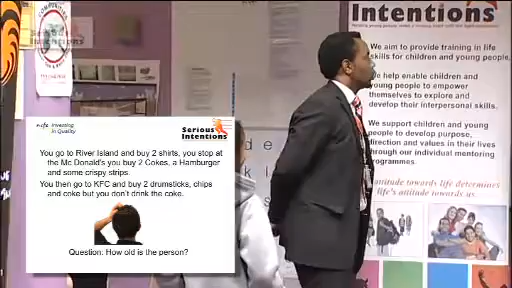 Serious
Intentions
Investing
in Quality
Serious
Intentions
You go to River Island and buy 2 shirts, you stop at
the Mc Donald's you buy 2 Cokes, a Hamburger
and some crispy strips.
You then go to KFC and buy 2 drumsticks, chips
and coke but you don't drink the coke.
Question: How old is the person?
Intentions
We aim to provide training in life
skills for children and young people,
help enable children and
young people to empower
themselves to explore and
develop their interpersonal skills.
We support children and
young people to develop purpose,
direction and values in their lives
through our individual mentoring
programmes.
attitude towards life determines
life's attitude towards us.